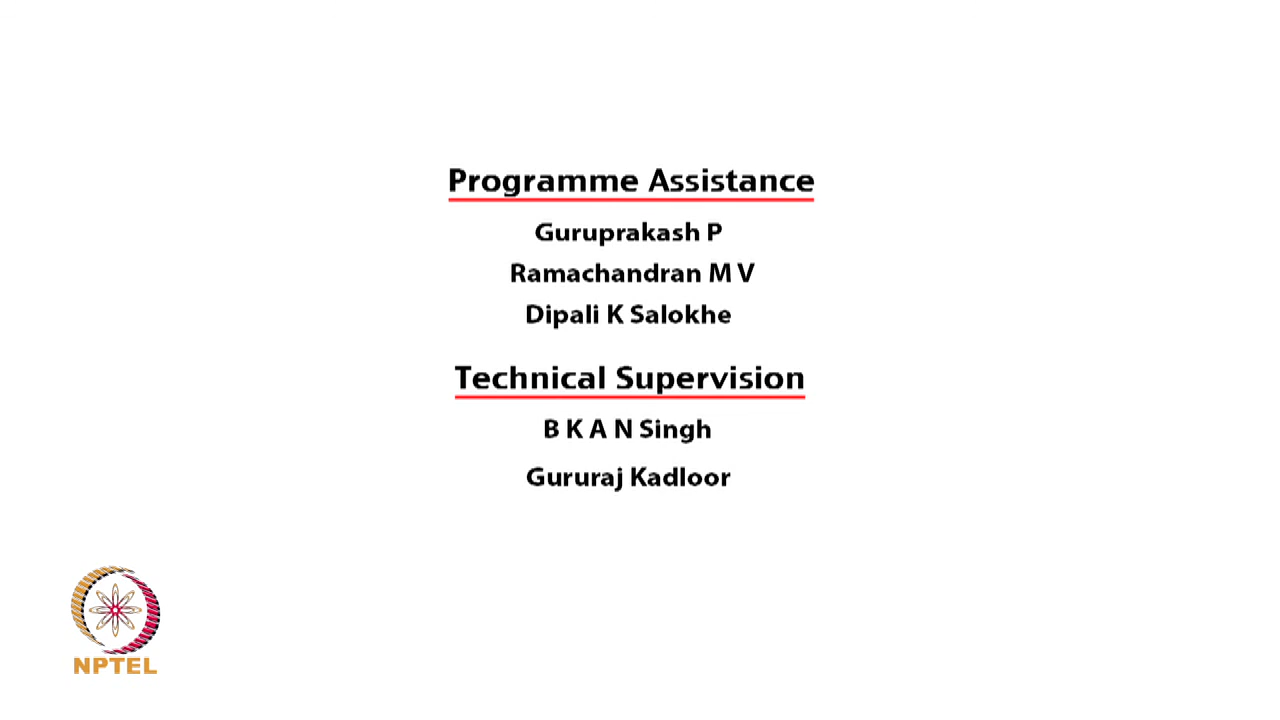 Programme Assistance
Guruprakash P
Ramachandran M V
Dipali K Salokhe
Technical Supervision
B K A N Singh
Gururaj Kadloor
NPTEL